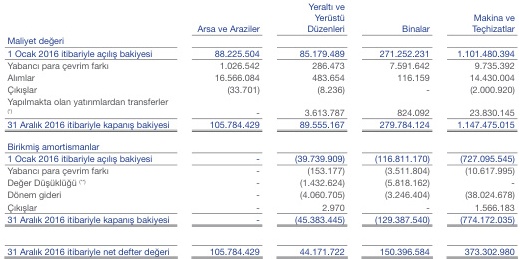 Arsa ve Araziler Yeraltı ve Yerüstü Düzenleri Binalar Makina ve Teçhizatlar
Maliyet değeri
1 Ocak 2016 itibariyle açılış bakiyesi 88.225.504 85.179.489 271.252.231 1.101.480.394
Yabancı para çevrim farkı 1.026.542 286.473 7.591.642 9.735.392
Alımlar 16.566.084 483.654 116.159 14.430.004
Çıkışlar (33.701) (8.236) - (2.000.920)
Yapılmakta olan yatırımlardan transferler
(*) - 3.613.787 824.092 23.830.145
31 Aralık 2016 itibariyle kapanış bakiyesi 105.784.429 89.555.167 279.784.124 1.147.475.015
Birikmiş amortismanlar
1 Ocak 2016 itibariyle açılış bakiyesi - (39.739.909) (116.811.170) (727.095.545)
Yabancı para çevrim farkı - (153.177) (3.511.804) (10.617.995)
Değer Düşüklüğü (**) - (1.432.624) (5.818.162) -
Dönem gideri - (4.060.705) (3.246.404) (38.024.678)
Çıkışlar - 2.970 - 1.566.183
31 Aralık 2016 itibariyle kapanış bakiyesi - (45.383.445) (129.387.540) (774.172.035)
31 Aralık 2016 itibariyle net defter değeri 105.784.429 44.171.722 150.396.584 373.302.980